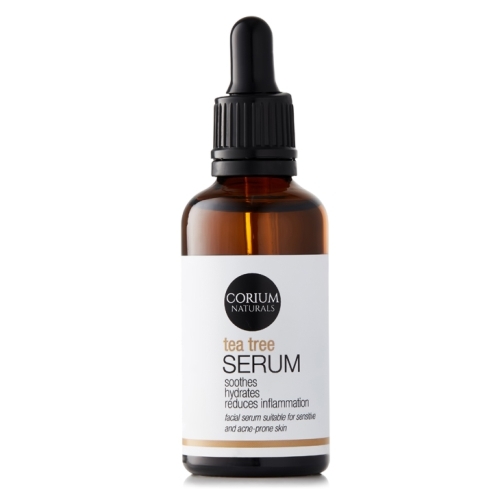 CORIUM
NATURALS
tea tree
SERUM
soothes
hydrates
reduces inflammation
facial serum suitable for sensitive
and acne-prone skin